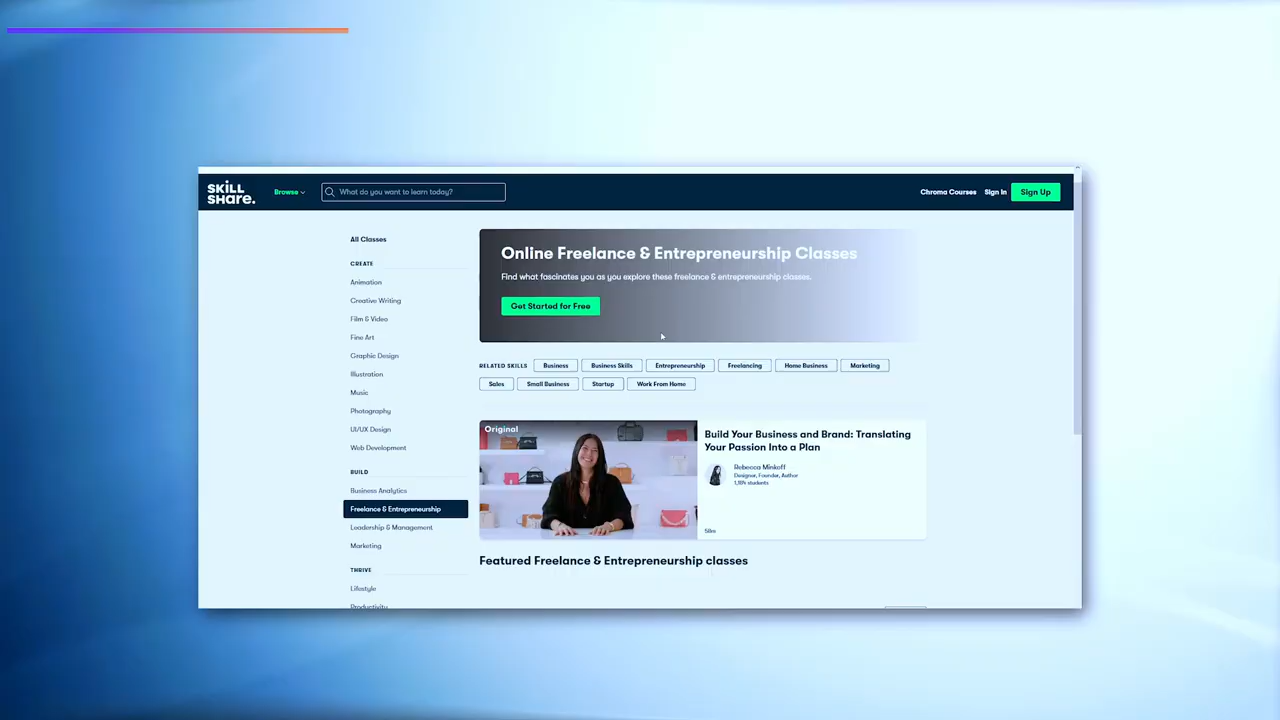 SKILL
SHARE.
Browse
What do you want to learn today?
Chroma Courses
Sign In
Sign Up
All Classes
CREATE
Animation
Creative Writing
Film & Video
Fine Art
Graphic Design
Illustration
Music
Photography
UI/UX Design
Web Development
BUILD
Business Analytics
Freelance & Entrepreneurship
Leadership & Management
Marketing
THRIVE
Lifestyle
Productivity
Online Freelance & Entrepreneurship Classes
Find what fascinates you as you explore these freelance & entrepreneurship classes.
Get Started for Free
RELATED SKILLS Business Business Skills Entrepreneurship Freelancing Home Business Marketing
Sales Small Business Startup Work From Home
Original
Build Your Business and Brand: Translating
Your Passion Into a Plan
Rebecca Minkoff
Designer, Founder, Author
students
Featured Freelance & Entrepreneurship classes